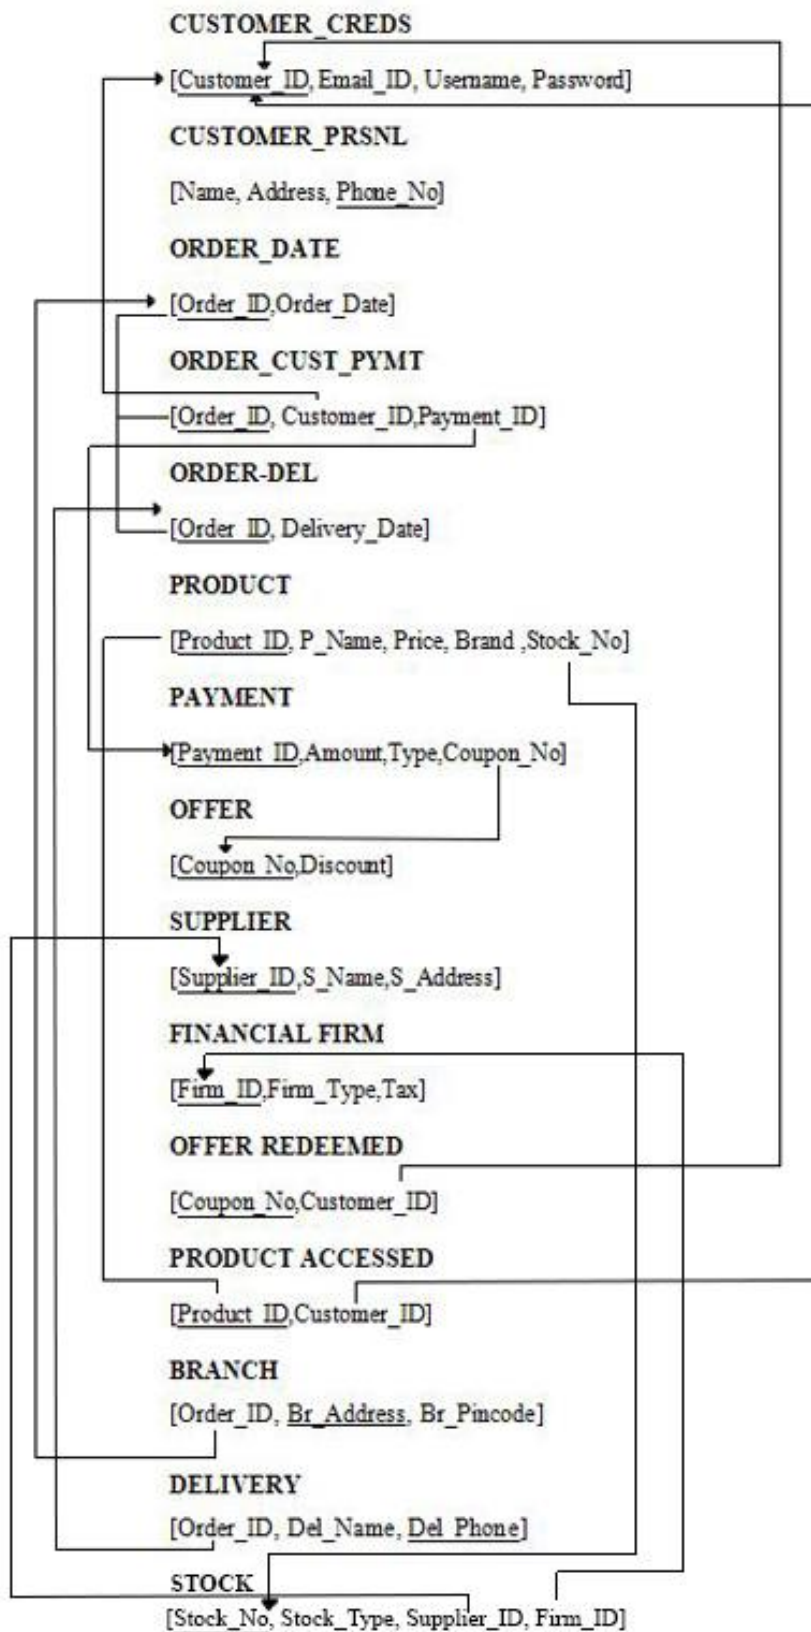 CUSTOMER_CREDS
[Customer_ID, Email_ID, Username, Password]
CUSTOMER_PRSNL
[Name, Address, Phone_No]
ORDER_DATE
[Order_ID,Order_Date]
ORDER_CUST_PYMT
[Order_ID, Customer_ID,Payment_ID]
ORDER-DEL
[Order_ID, Delivery_Date]
PRODUCT
[Product_ID, P_Name, Price, Brand ,Stock_No]
PAYMENT
[Payment_ID,Amount,Type,Coupon_No]
OFFER
[Coupon_No,Discount]
SUPPLIER
[Supplier_ID,S_Name,S_Address]
FINANCIAL FIRM
[Firm_ID,Firm_Type,Tax]
OFFER REDEEMED
[Coupon_No,Customer_ID]
PRODUCT ACCESSED
[Product_ID,Customer_ID]
BRANCH
[Order_ID, Br_Address, Br_Pincode]
DELIVERY
[Order_ID, Del_Name, Del_Phone]
STOCK
[Stock_No, Stock_Type, Supplier_ID, Firm_ID]